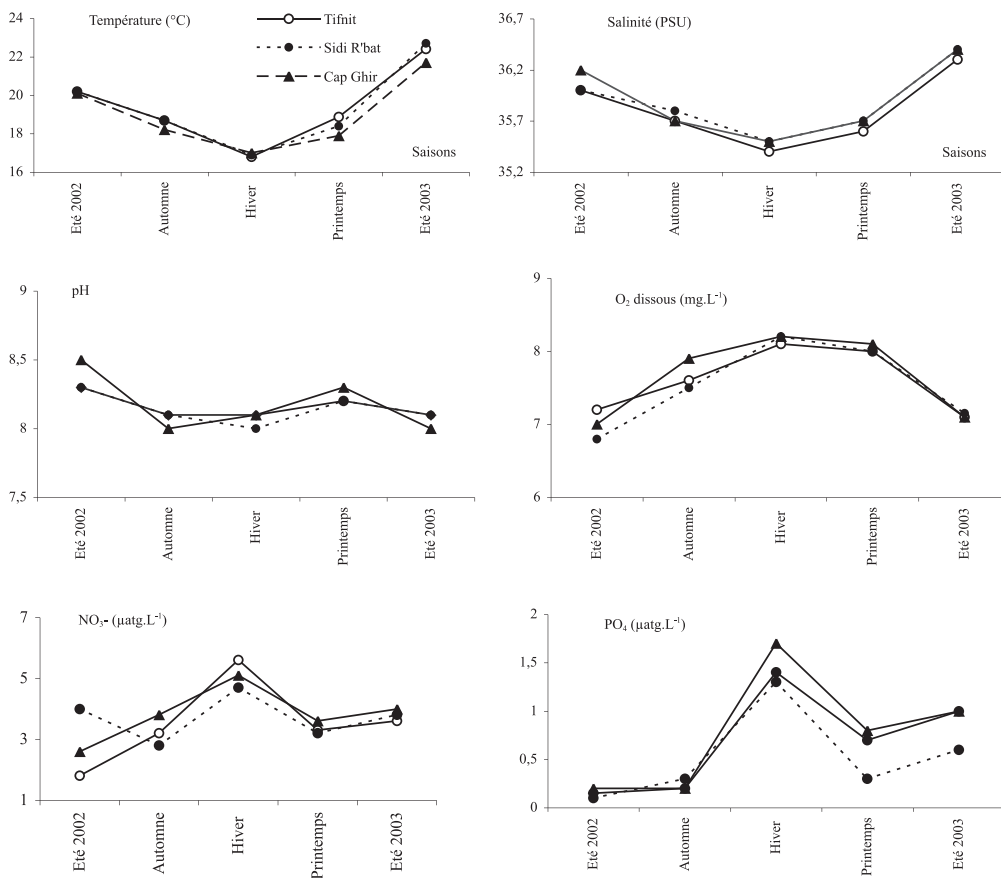 Température (°C)
24
22
20
18
16
Tifnit
Sidi R'bat
Cap Ghir
Saisons
Eté 2002
Automne
Hiver
Printemps
Eté 2003
Salinité (PSU)
36,7
36,2
35,7
35,2
Saisons
Eté 2002
Automne
Hiver
Printemps
Eté 2003
pH
9
8,5
8
7,5
Eté 2002
Automne
Hiver
Printemps
Eté 2003
O₂ dissous (mg.L⁻¹)
9
8
7
6
Eté 2002
Automne
Hiver
Printemps
Eté 2003
NO₃- (µatg.L⁻¹)
7
5
3
1
Eté 2002
Automne
Hiver
Printemps
Eté 2003
PO₄ (µatg.L⁻¹)
2
1,5
1
0,5
0
Eté 2002
Automne
Hiver
Printemps
Eté 2003